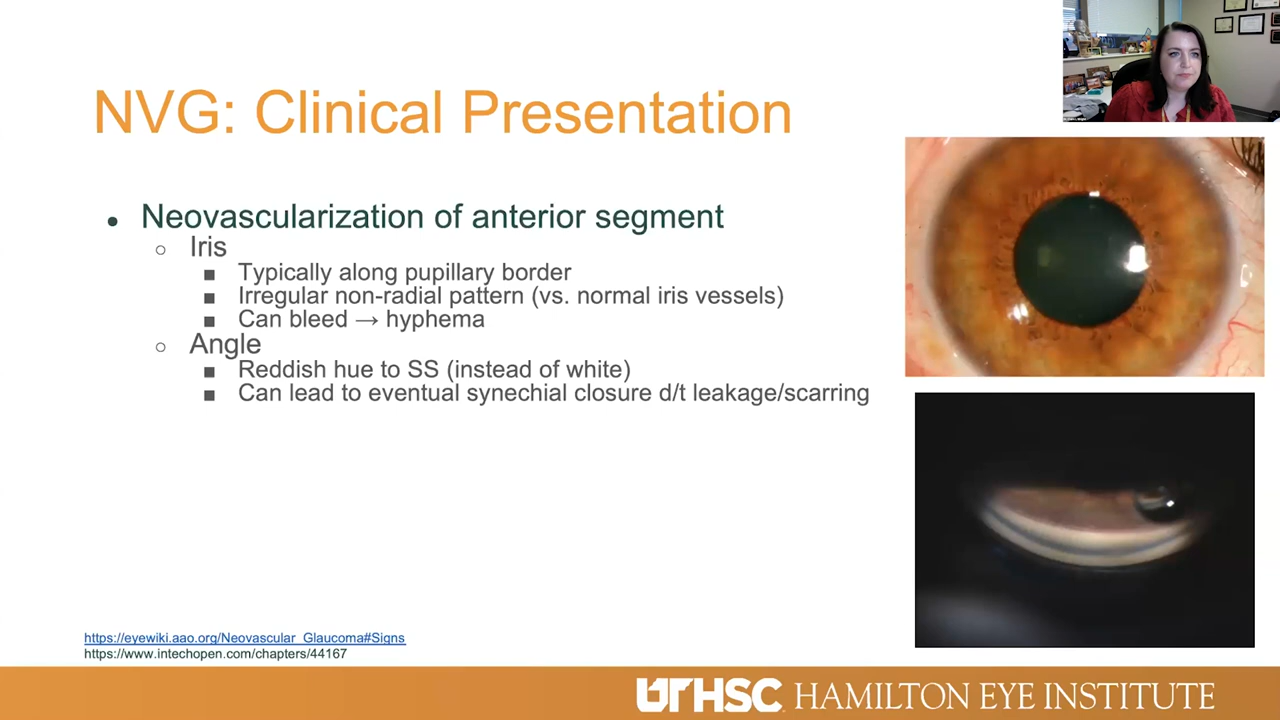 NVG: Clinical Presentation
● Neovascularization of anterior segment
○ Iris
■ Typically along pupillary border
■ Irregular non-radial pattern (vs. normal iris vessels)
■ Can bleed → hyphema
○ Angle
■ Reddish hue to SS (instead of white)
■ Can lead to eventual synechial closure d/t leakage/scarring
https://eyewiki.aao.org/Neovascular_Glaucoma#Signs
https://www.intechopen.com/chapters/44167
UTHSC HAMILTON EYE INSTITUTE